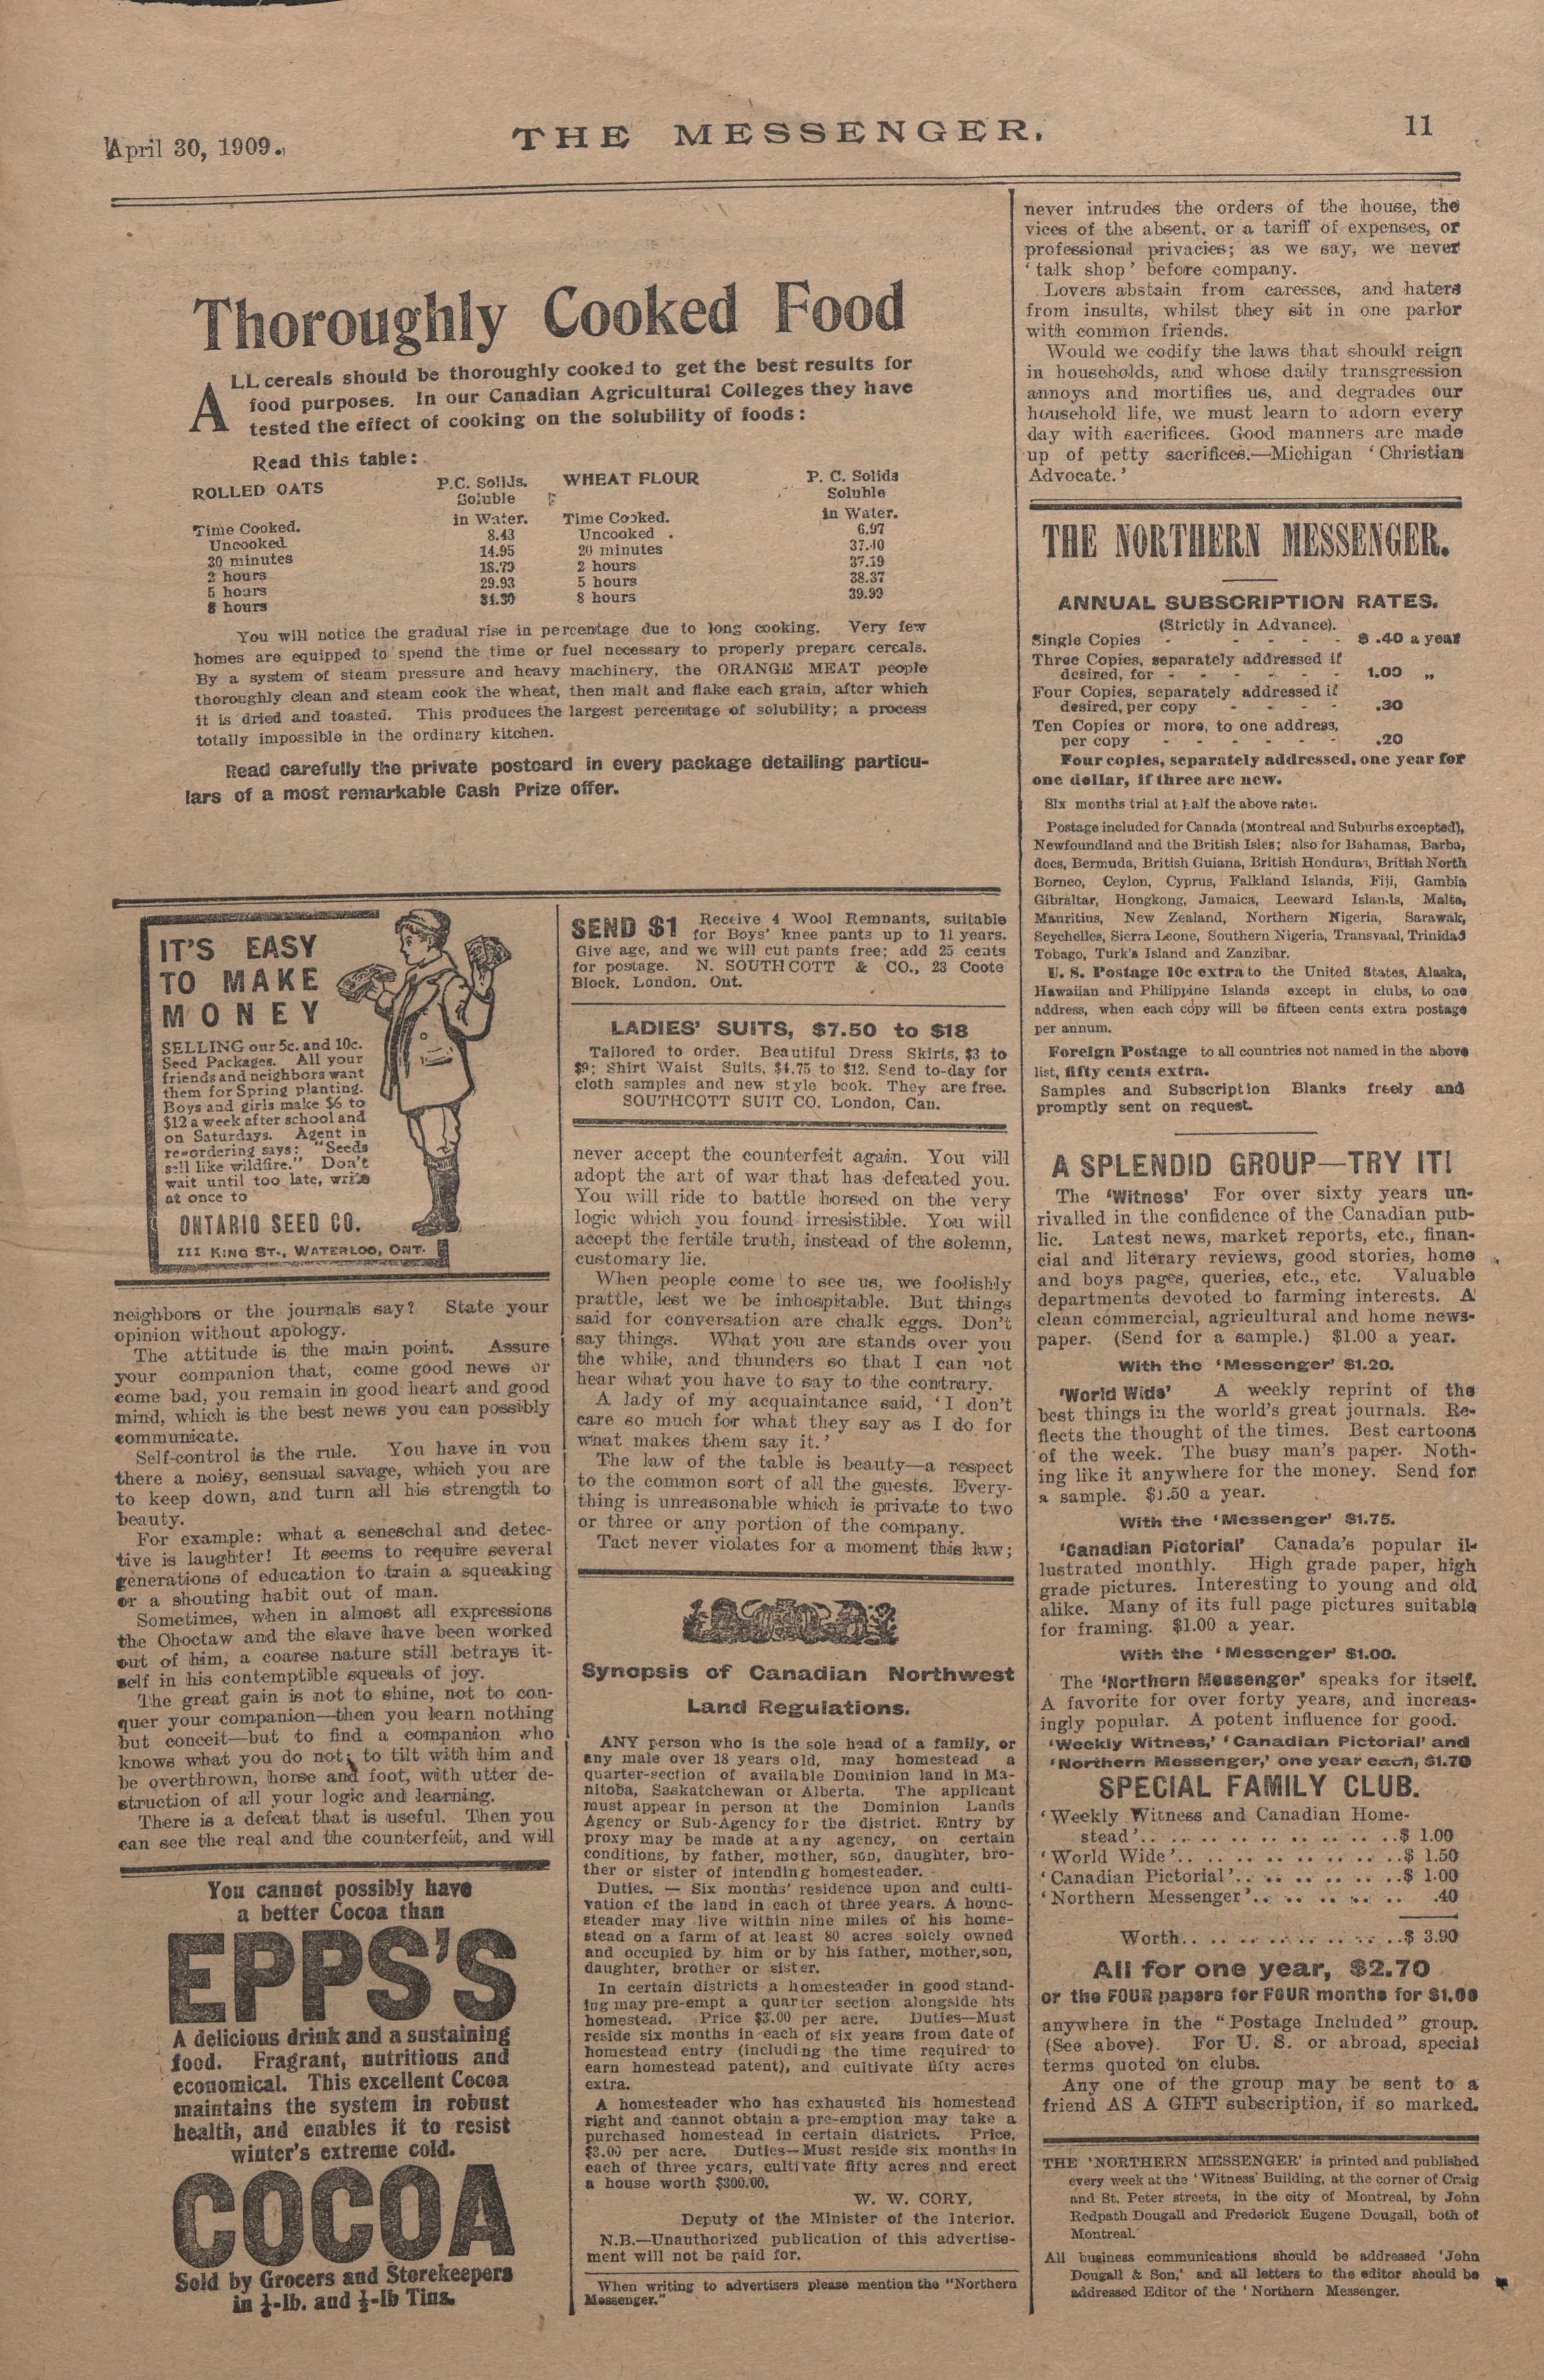 April 30, 1909.
THE MESSENGER.
11
Thoroughly Cooked Food
ALL cereals should be thoroughly cooked to get the best results for
food purposes. In our Canadian Agricultural Colleges they have
tested the effect of cooking on the solubility of foods:
Read this table:
ROLLED OATS P.C. Solids. WHEAT FLOUR P. C. Solids
Soluble Soluble
Time Cooked. in Water. Time Cooked. in Water.
Uncooked 8.43 Uncooked . 6.97
30 minutes 14.95 20 minutes 37.40
2 hours 18.79 2 hours 37.19
5 hours 29.93 5 hours 38.37
8 hours 31.30 8 hours 39.99
You will notice the gradual rise in percentage due to long cooking. Very few
homes are equipped to spend the time or fuel necessary to properly prepare cereals.
By a system of steam pressure and heavy machinery, the ORANGE MEAT people
thoroughly clean and steam cook the wheat, then malt and flake each grain, after which
it is dried and toasted. This produces the largest percentage of solubility; a process
totally impossible in the ordinary kitchen.
Read carefully the private postcard in every package detailing particu-
lars of a most remarkable Cash Prize offer.
IT'S EASY
TO MAKE
MONEY
SELLING our 5c. and 10c.
Seed Packages. All your
friends and neighbors want
them for Spring planting.
Boys and girls make $6 to
$12 a week after school and
on Saturdays. Agent in
re-ordering says: "Seeds
sell like wildfire." Don't
wait until too late, write
at once to
ONTARIO SEED CO.
111 KING ST., WATERLOO, ONT.
neighbors or the journals say? State your
opinion without apology.
The attitude is the main point. Assure
your companion that, come good news or
come bad, you remain in good heart and good
mind, which is the best news you can possibly
communicate.
Self-control is the rule. You have in you
there a noisy, sensual savage, which you are
to keep down, and turn all his strength to
beauty.
For example: what a seneschal and detec-
tive is laughter! It seems to require several
generations of education to train a squeaking
or a shouting habit out of man.
Sometimes, when in almost all expressions
the Choctaw and the slave have been worked
out of him, a coarse nature still betrays it-
self in his contemptible squeals of joy.
The great gain is not to shine, not to con-
quer your companion—then you learn nothing
but conceit—but to find a companion who
knows what you do not; to tilt with him and
be overthrown, horse and foot, with utter de-
struction of all your logic and learning.
There is a defeat that is useful. Then you
can see the real and the counterfeit, and will
You cannot possibly have
a better Cocoa than
EPPS'S
A delicious drink and a sustaining
food. Fragrant, nutritious and
economical. This excellent Cocoa
maintains the system in robust
health, and enables it to resist
winter's extreme cold.
COCOA
Sold by Grocers and Storekeepers
in ¼-lb. and ½-lb Tins.
SEND $1 Receive 4 Wool Remnants, suitable
for Boys' knee pants up to 11 years.
Give age, and we will cut pants free; add 25 cents
for postage. N. SOUTHCOTT & CO., 23 Coote
Block, London, Ont.
LADIES' SUITS, $7.50 to $18
Tailored to order. Beautiful Dress Skirts, $3 to
$9; Shirt Waist Suits, $4.75 to $12. Send to-day for
cloth samples and new style book. They are free.
SOUTHCOTT SUIT CO. London, Can.
never accept the counterfeit again. You vill
adopt the art of war that has defeated you.
You will ride to battle horsed on the very
logic which you found irresistible. You will
accept the fertile truth, instead of the solemn,
customary lie.
When people come to see us, we foolishly
prattle, lest we be inhospitable. But things
said for conversation are chalk eggs. Don't
say things. What you are stands over you
the while, and thunders so that I can not
hear what you have to say to the contrary.
A lady of my acquaintance said, 'I don't
care so much for what they say as I do for
what makes them say it.'
The law of the table is beauty—a respect
to the common sort of all the guests. Every-
thing is unreasonable which is private to two
or three or any portion of the company.
Tact never violates for a moment this law;
Synopsis of Canadian Northwest
Land Regulations.
ANY person who is the sole head of a family, or
any male over 18 years old, may homestead a
quarter-section of available Dominion land in Ma-
nitoba, Saskatchewan or Alberta. The applicant
must appear in person at the Dominion Lands
Agency or Sub-Agency for the district. Entry by
proxy may be made at any agency, on certain
conditions, by father, mother, son, daughter, bro-
ther or sister of intending homesteader.
Duties. — Six months' residence upon and culti-
vation of the land in each of three years. A home-
steader may live within nine miles of his home-
stead on a farm of at least 80 acres solely owned
and occupied by him or by his father, mother, son,
daughter, brother or sister.
In certain districts a homesteader in good stand-
ing may pre-empt a quarter section alongside his
homestead. Price $3.00 per acre. Duties—Must
reside six months in each of six years from date of
homestead entry (including the time required to
earn homestead patent), and cultivate fifty acres
extra.
A homesteader who has exhausted his homestead
right and cannot obtain a pre-emption may take a
purchased homestead in certain districts. Price,
$3.00 per acre. Duties—Must reside six months in
each of three years, cultivate fifty acres and erect
a house worth $300.00.
W. W. CORY,
Deputy of the Minister of the Interior.
N.B.—Unauthorized publication of this advertise-
ment will not be paid for.
When writing to advertisers please mention the "Northern
Messenger."
never intrudes the orders of the house, the
vices of the absent, or a tariff of expenses, or
professional privacies; as we say, we never
'talk shop' before company.
Lovers abstain from caresses, and haters
from insults, whilst they sit in one parlor
with common friends.
Would we codify the laws that should reign
in households, and whose daily transgression
annoys and mortifies us, and degrades our
household life, we must learn to adorn every
day with sacrifices. Good manners are made
up of petty sacrifices.—Michigan 'Christian
Advocate.'
THE NORTHERN MESSENGER.
ANNUAL SUBSCRIPTION RATES.
(Strictly in Advance).
Single Copies - - - - - $ .40 a year
Three Copies, separately addressed if
desired, for - - - - - - 1.00 „
Four Copies, separately addressed if
desired, per copy - - - - .30
Ten Copies or more, to one address,
per copy - - - - - - .20
Four copies, separately addressed, one year for
one dollar, if three are new.
Six months trial at half the above rates.
Postage included for Canada (Montreal and Suburbs excepted),
Newfoundland and the British Isles; also for Bahamas, Barba,
does, Bermuda, British Guiana, British Honduras, British North
Borneo, Ceylon, Cyprus, Falkland Islands, Fiji, Gambia
Gibraltar, Hongkong, Jamaica, Leeward Islands, Malta,
Mauritius, New Zealand, Northern Nigeria, Sarawak,
Seychelles, Sierra Leone, Southern Nigeria, Transvaal, Trinidad
Tobago, Turk's Island and Zanzibar.
U. S. Postage 10c extra to the United States, Alaska,
Hawaiian and Philippine Islands except in clubs, to one
address, when each copy will be fifteen cents extra postage
per annum.
Foreign Postage to all countries not named in the above
list, fifty cents extra.
Samples and Subscription Blanks freely and
promptly sent on request.
A SPLENDID GROUP—TRY IT!
The 'Witness' For over sixty years un-
rivalled in the confidence of the Canadian pub-
lic. Latest news, market reports, etc., finan-
cial and literary reviews, good stories, home
and boys pages, queries, etc., etc. Valuable
departments devoted to farming interests. A
clean commercial, agricultural and home news-
paper. (Send for a sample.) $1.00 a year.
With the 'Messenger' $1.20.
'World Wide' A weekly reprint of the
best things in the world's great journals. Re-
flects the thought of the times. Best cartoons
of the week. The busy man's paper. Noth-
ing like it anywhere for the money. Send for
a sample. $1.50 a year.
With the 'Messenger' $1.75.
'Canadian Pictorial' Canada's popular il-
lustrated monthly. High grade paper, high
grade pictures. Interesting to young and old
alike. Many of its full page pictures suitable
for framing. $1.00 a year.
With the 'Messenger' $1.00.
The 'Northern Messenger' speaks for itself.
A favorite for over forty years, and increas-
ingly popular. A potent influence for good.
'Weekly Witness,' 'Canadian Pictorial' and
'Northern Messenger,' one year each, $1.70
SPECIAL FAMILY CLUB.
'Weekly Witness and Canadian Home-
stead'.. .. .. .. .. .. .. ..$ 1.00
'World Wide'.. .. .. .. .. .. ..$ 1.50
'Canadian Pictorial'.. .. .. .. ..$ 1.00
'Northern Messenger'.. .. .. .. .. .40
Worth.. .. .. .. .. .. ..$ 3.90
All for one year, $2.70
or the FOUR papers for FOUR months for $1.00
anywhere in the "Postage Included" group.
(See above). For U. S. or abroad, special
terms quoted on clubs.
Any one of the group may be sent to a
friend AS A GIFT subscription, if so marked.
THE 'NORTHERN MESSENGER' is printed and published
every week at the 'Witness' Building, at the corner of Craig
and St. Peter streets, in the city of Montreal, by John
Redpath Dougall and Frederick Eugene Dougall, both of
Montreal.
All business communications should be addressed 'John
Dougall & Son,' and all letters to the editor should be
addressed Editor of the 'Northern Messenger.